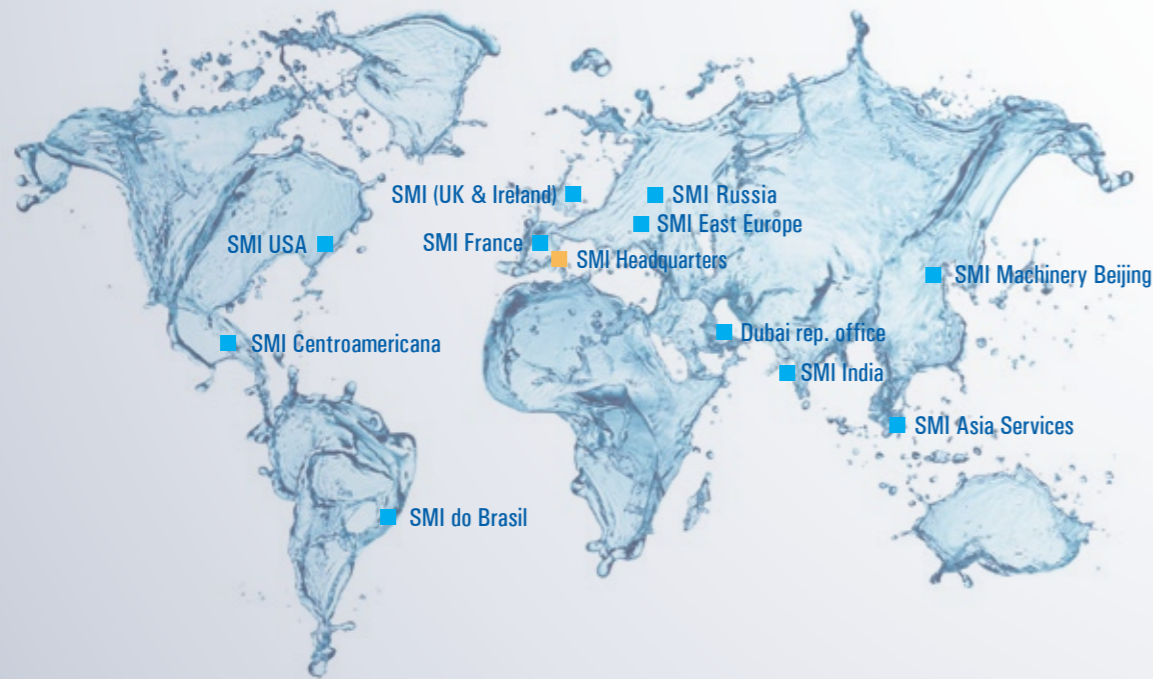 SMI (UK & Ireland)
SMI Russia
SMI East Europe
SMI USA
SMI France
SMI Headquarters
SMI Machinery Beijing
Dubai rep. office
SMI Centroamericana
SMI India
SMI Asia Services
SMI do Brasil